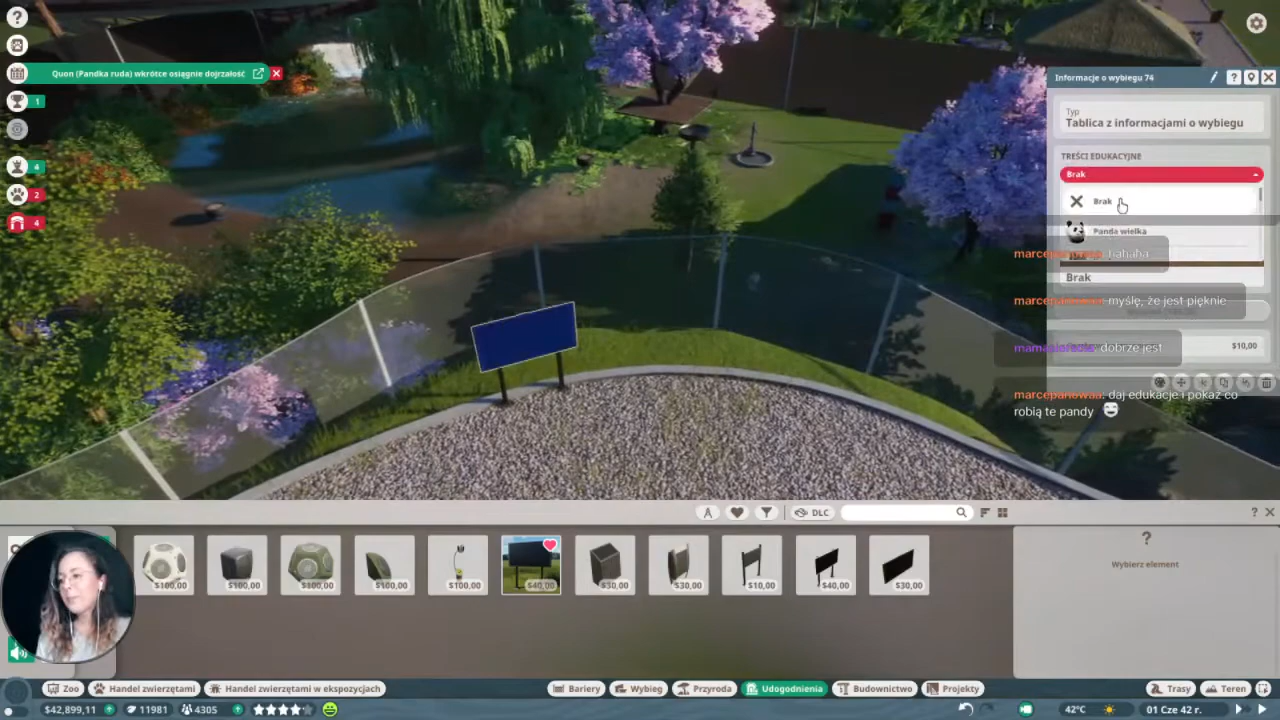 ?
Quon (Pandka ruda) wkrótce osiągnie dojrzałość
1
4
2
4
Informacje o wybiegu 74
?
Typ
Tablica z informacjami o wybiegu
TREŚCI EDUKACYJNE
Brak
Brak
Panda wielka
marcepanowaa: hahaha
Brak
marcepanowaa: myślę, że jest pięknie
dobrze jest
$10,00
marcepanowaa: daj edukacje i pokaż co
robią te pandy
DLC
?
$100,00
$100,00
$100,00
$100,00
$100,00
$40,00
$30,00
$30,00
$10,00
$40,00
$30,00
?
Wybierz element
Zoo
Handel zwierzętami
Handel zwierzętami w ekspozycjach
Bariery
Wybieg
Przyroda
Udogodnienia
Budownictwo
Projekty
Trasy
Teren
$42,899,11
11981
4305
42°C
01 Cze 42 r.